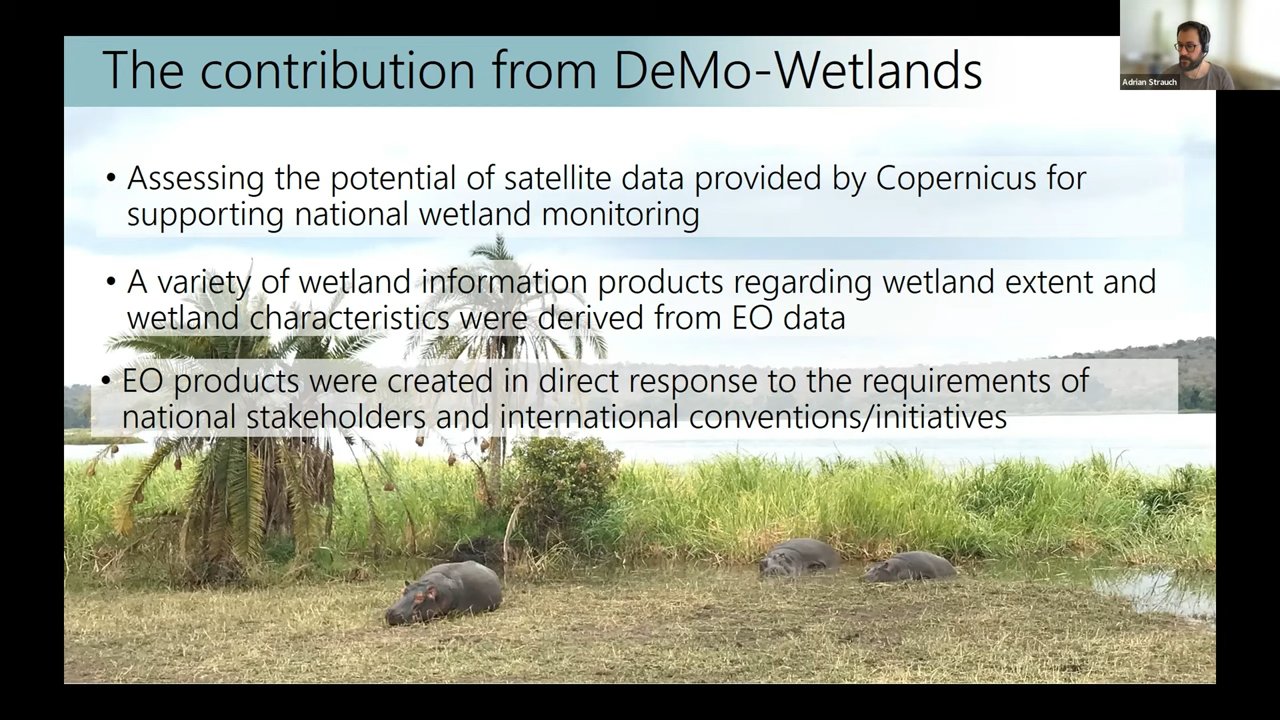 The contribution from DeMo-Wetlands
Adrian Strauch
• Assessing the potential of satellite data provided by Copernicus for
supporting national wetland monitoring
• A variety of wetland information products regarding wetland extent and
wetland characteristics were derived from EO data
• EO products were created in direct response to the requirements of
national stakeholders and international conventions/initiatives